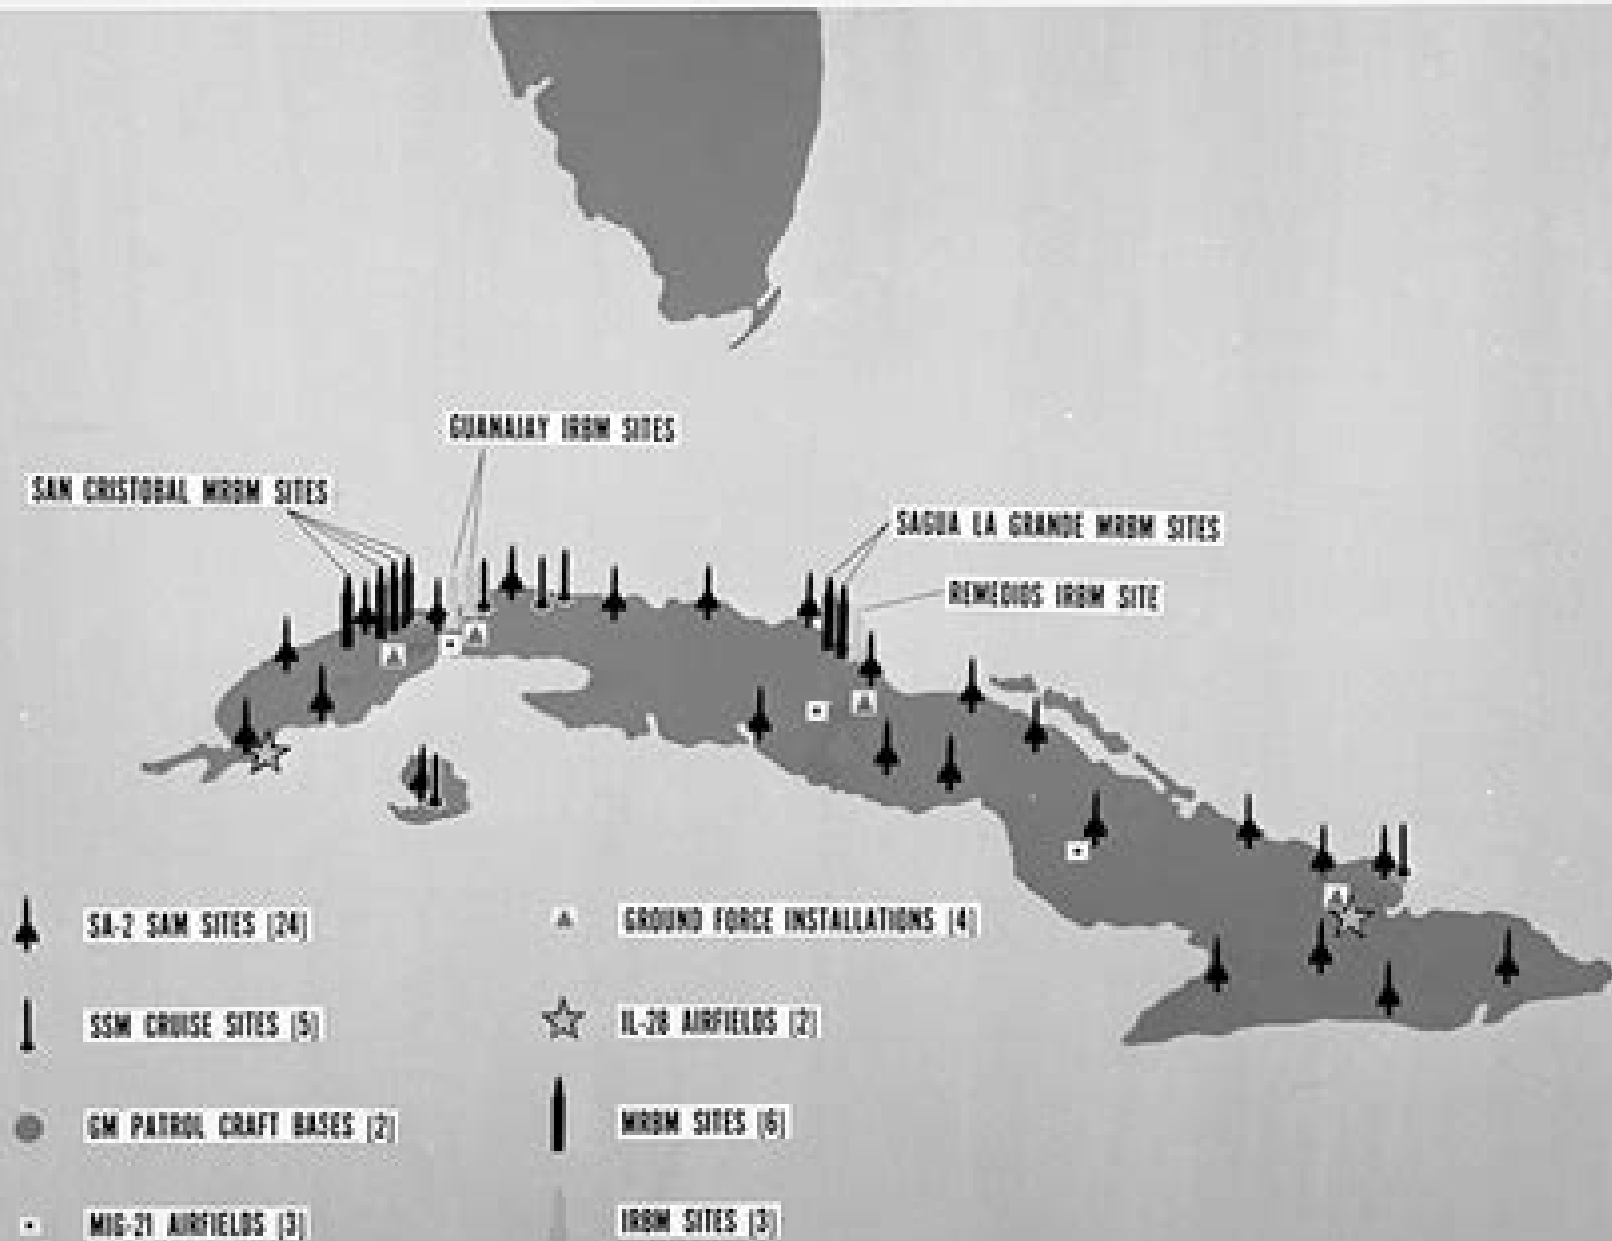 GUANAJAY IRBM SITES
SAN CRISTOBAL MRBM SITES
SAGUA LA GRANDE MRBM SITES
REMEDIOS IRBM SITE
SA-2 SAM SITES (24)
GROUND FORCE INSTALLATIONS (4)
SSM CRUISE SITES (5)
IL-28 AIRFIELDS (2)
GM PATROL CRAFT BASES (2)
MRBM SITES (6)
MIG-21 AIRFIELDS (3)
IRBM SITES (3)